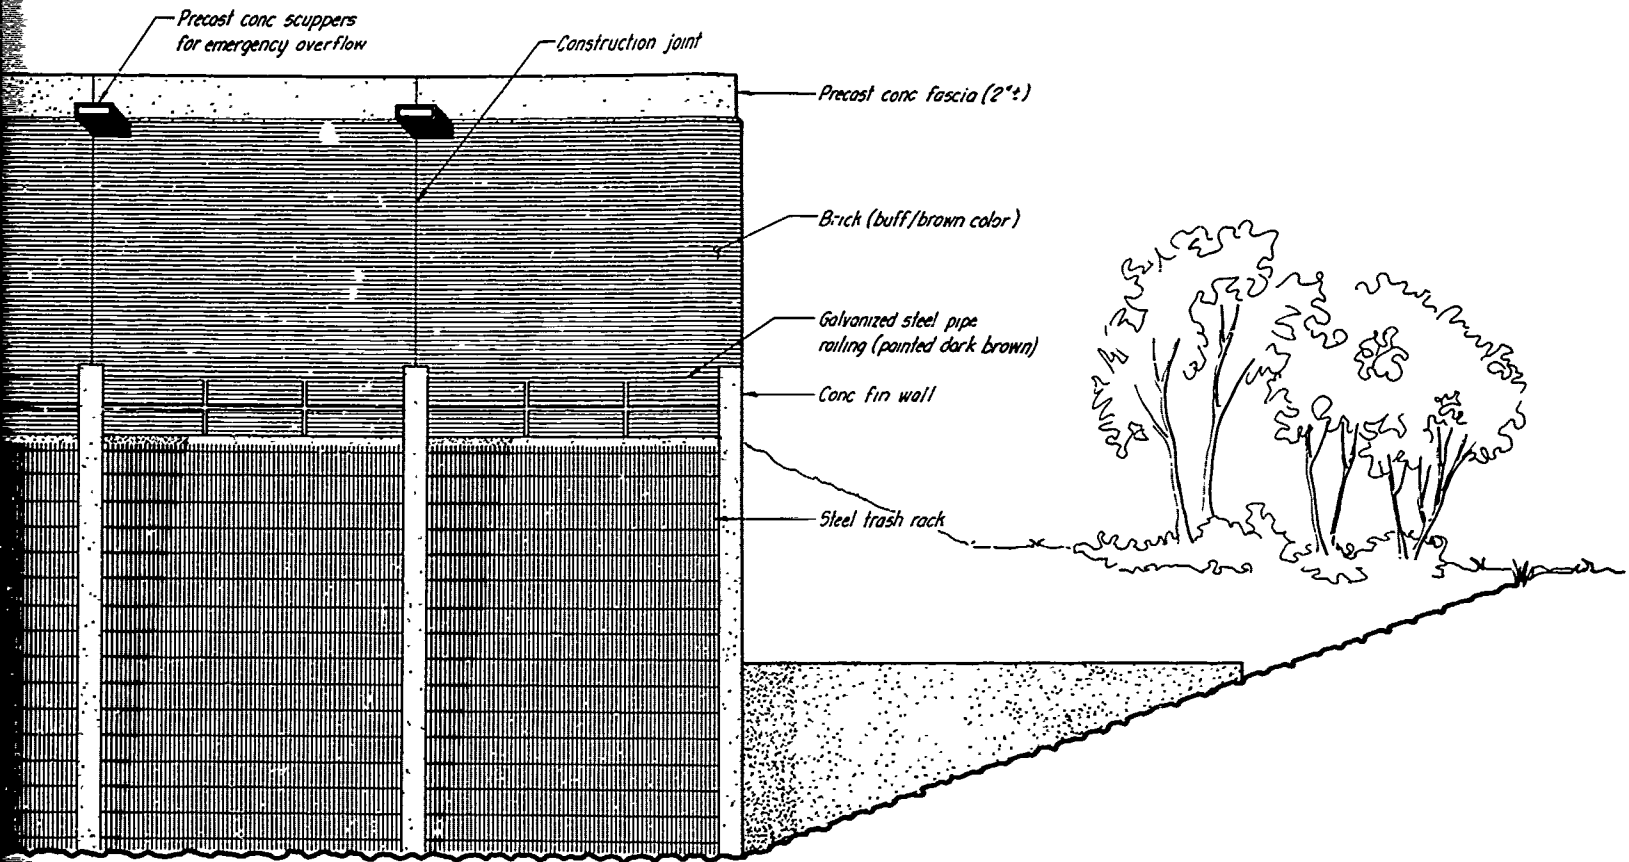 Precast conc scuppers
for emergency overflow
Construction joint
Precast conc fascia (2"±)
Brick (buff/brown color)
Galvanized steel pipe
railing (painted dark brown)
Conc fin wall
Steel trash rack